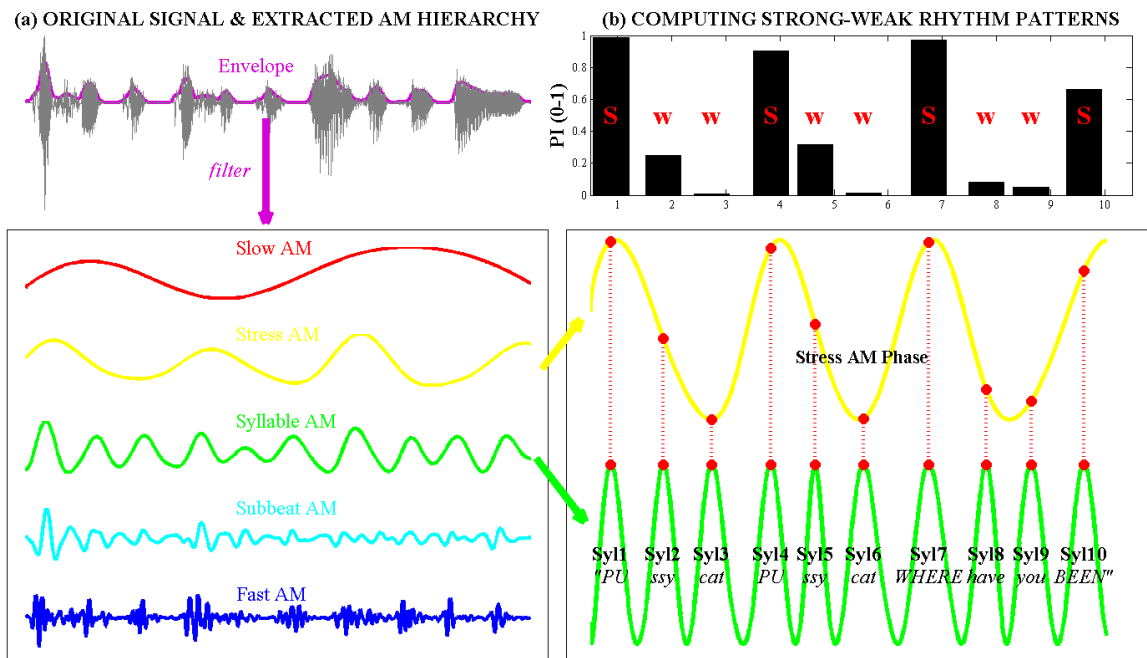 (a) ORIGINAL SIGNAL & EXTRACTED AM HIERARCHY
Envelope
filter
Slow AM
Stress AM
Syllable AM
Subbeat AM
Fast AM
(b) COMPUTING STRONG-WEAK RHYTHM PATTERNS
PI (0-1)
1
0.8
0.6
0.4
0.2
0
S w w S w w S w w S
1 2 3 4 5 6 7 8 9 10
Stress AM Phase
Syl1 Syl2 Syl3 Syl4 Syl5 Syl6 Syl7 Syl8 Syl9 Syl10
"PU ssy cat PU ssy cat WHERE have you BEEN"